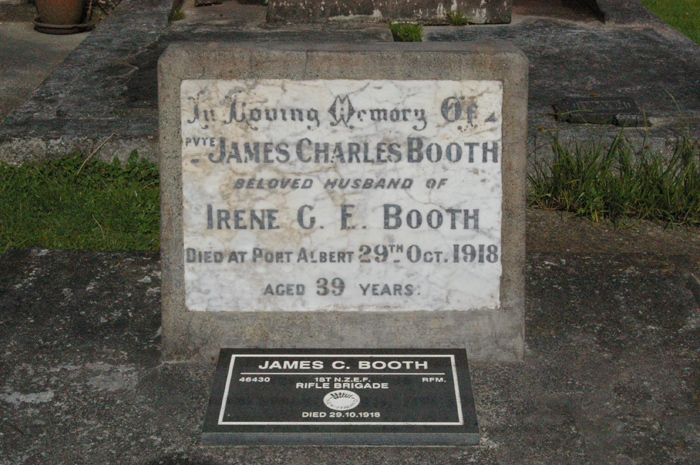 In Loving Memory Of
PVTE JAMES CHARLES BOOTH
BELOVED HUSBAND OF
IRENE G. E. BOOTH
DIED AT PORT ALBERT 29TH OCT. 1918
AGED 39 YEARS.
JAMES C. BOOTH
46430 1ST N.Z.E.F. RFM.
RIFLE BRIGADE
DIED 29.10.1918